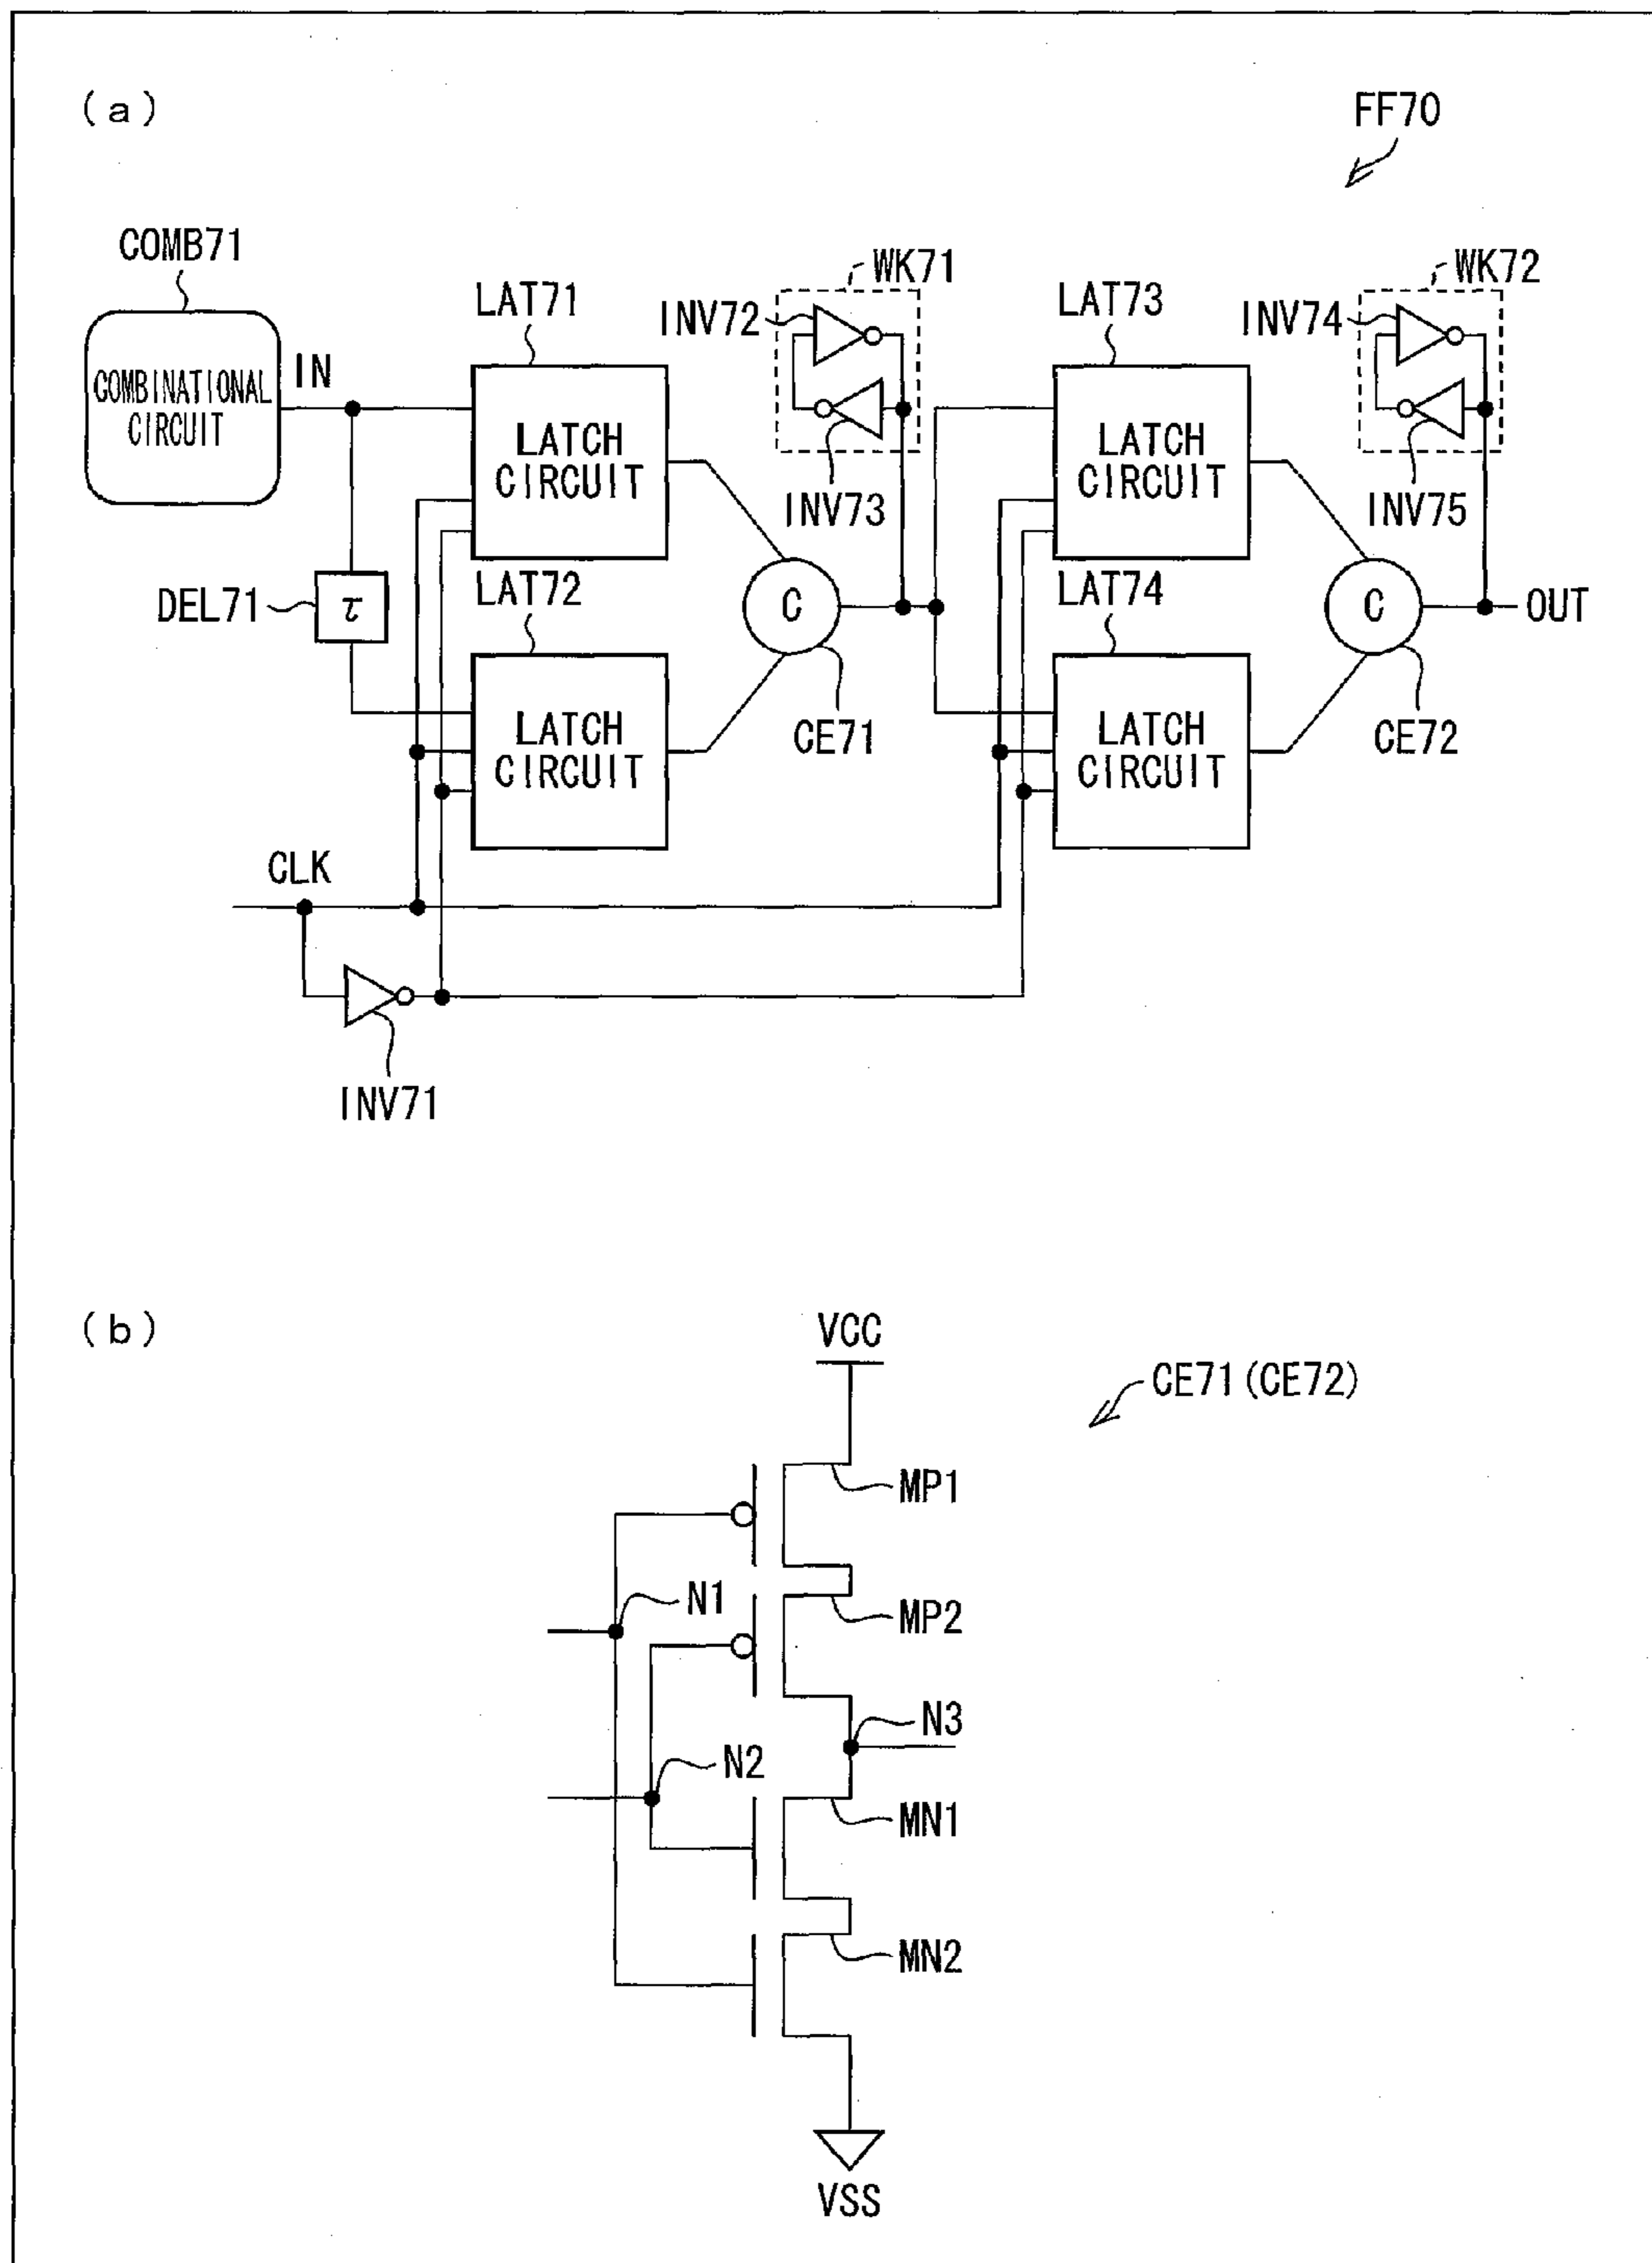 (a)
FF70
COMB71
COMBINATIONAL
CIRCUIT
IN
LAT71
LATCH
CIRCUIT
INV72
WK71
INV73
LAT73
LATCH
CIRCUIT
INV74
WK72
INV75
DEL71
τ
LAT72
LATCH
CIRCUIT
C
CE71
LAT74
LATCH
CIRCUIT
C
CE72
OUT
CLK
INV71
(b)
VCC
CE71(CE72)
MP1
N1
MP2
N3
N2
MN1
MN2
VSS